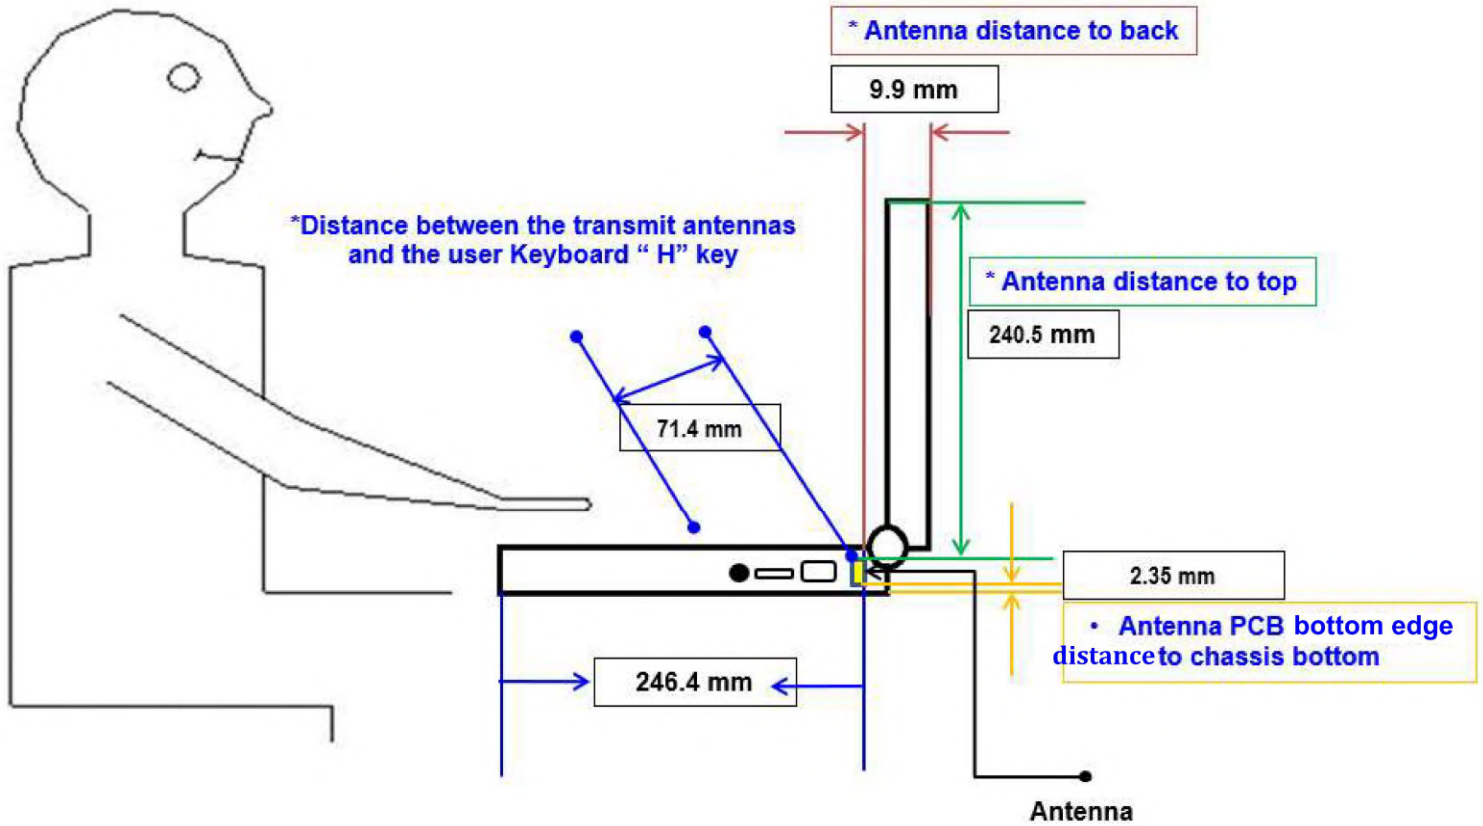 * Antenna distance to back
9.9 mm
*Distance between the transmit antennas
and the user Keyboard “ H” key
* Antenna distance to top
240.5 mm
71.4 mm
2.35 mm
• Antenna PCB bottom edge
distance to chassis bottom
246.4 mm
Antenna